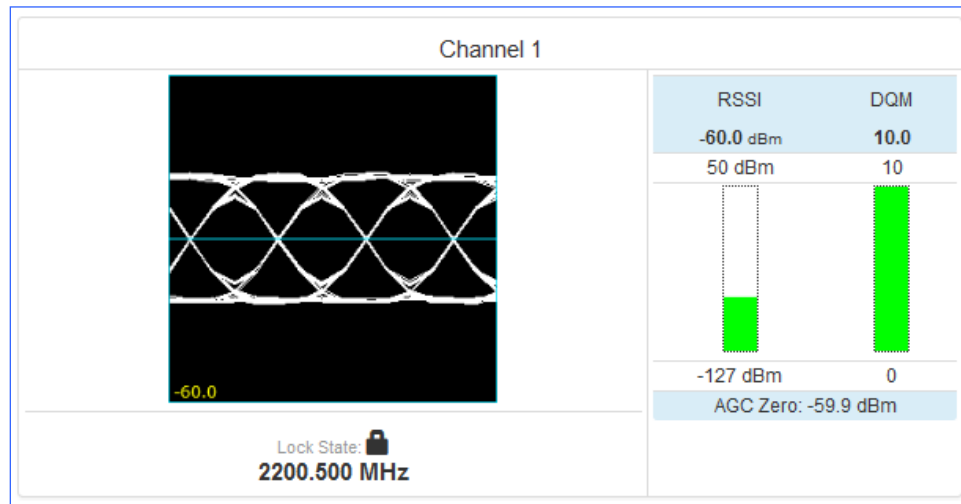 Channel 1
-60.0
Lock State:
2200.500 MHz
RSSI DQM
-60.0 dBm 10.0
50 dBm 10
-127 dBm 0
AGC Zero: -59.9 dBm